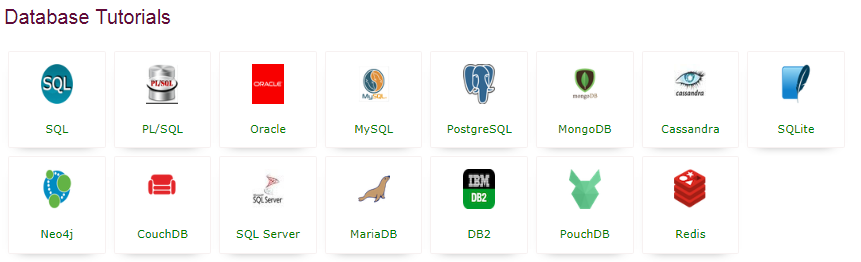 Database Tutorials
SQL
PL/SQL
ORACLE
MySQL
mongoDB
cassandra
SQL
PL/SQL
Oracle
MySQL
PostgreSQL
MongoDB
Cassandra
SQLite
SQL Server
IBM
DB2
Neo4j
CouchDB
SQL Server
MariaDB
DB2
PouchDB
Redis